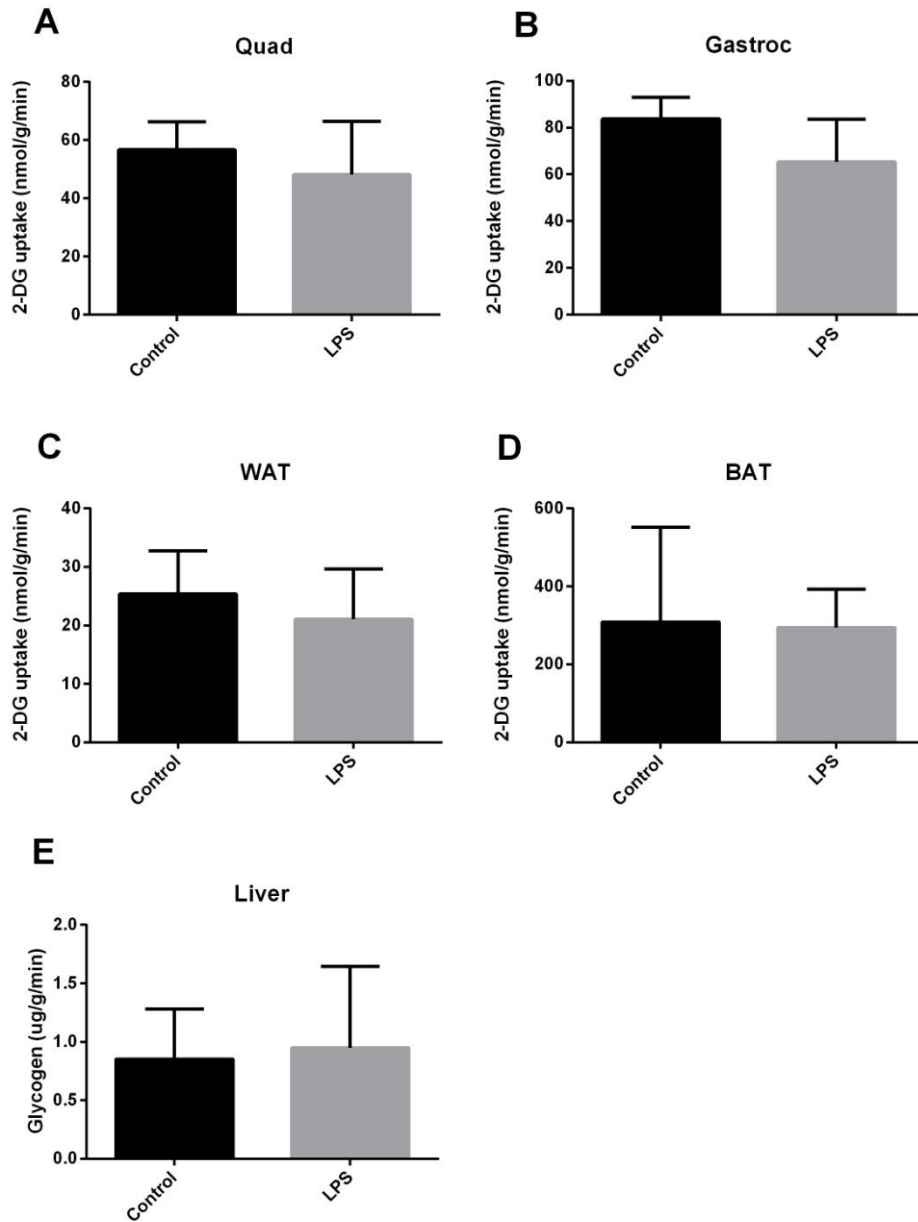 A
Quad
2-DG uptake (nmol/g/min)
80
60
40
20
0
Control
LPS
B
Gastroc
2-DG uptake (nmol/g/min)
100
80
60
40
20
0
Control
LPS
C
WAT
2-DG uptake (nmol/g/min)
40
30
20
10
0
Control
LPS
D
BAT
2-DG uptake (nmol/g/min)
600
400
200
0
Control
LPS
E
Liver
Glycogen (ug/g/min)
2.0
1.5
1.0
0.5
0.0
Control
LPS